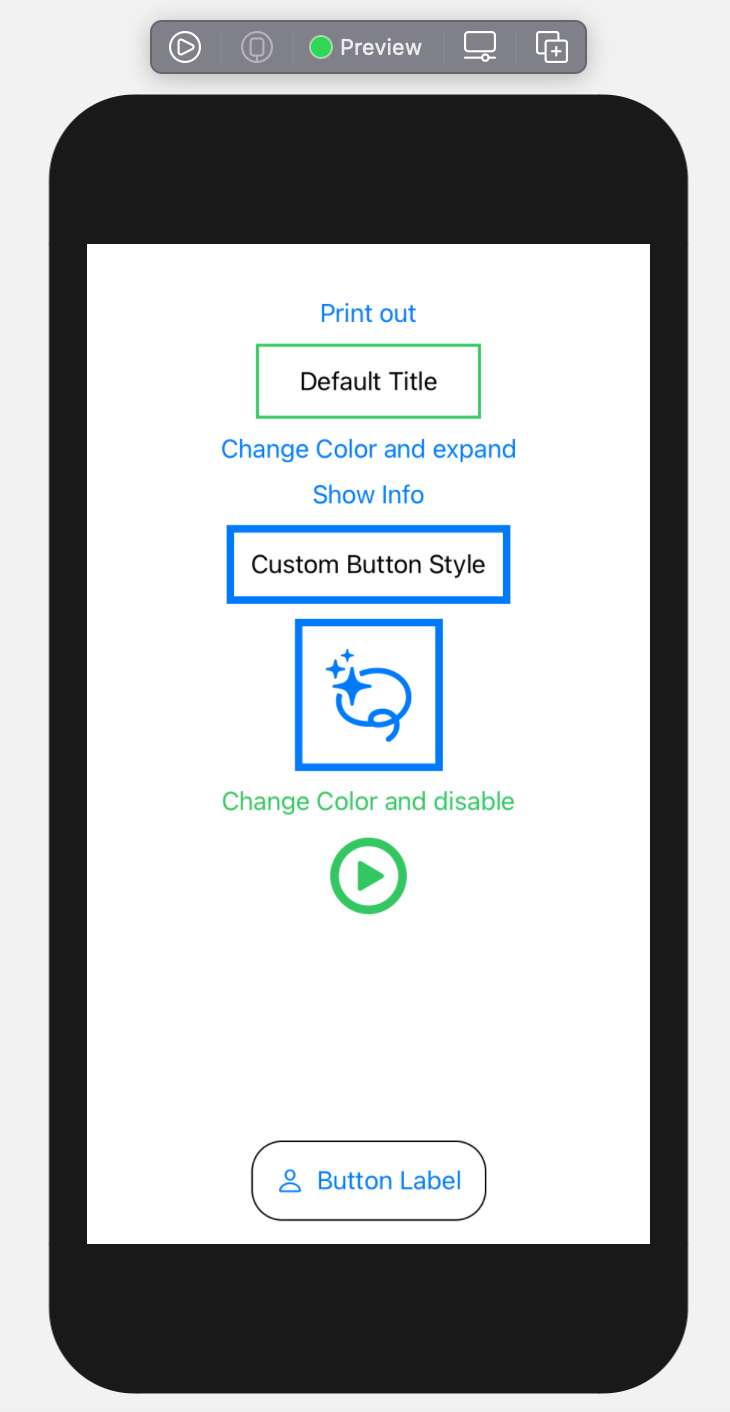 Preview
Print out
Default Title
Change Color and expand
Show Info
Custom Button Style
Change Color and disable
Button Label